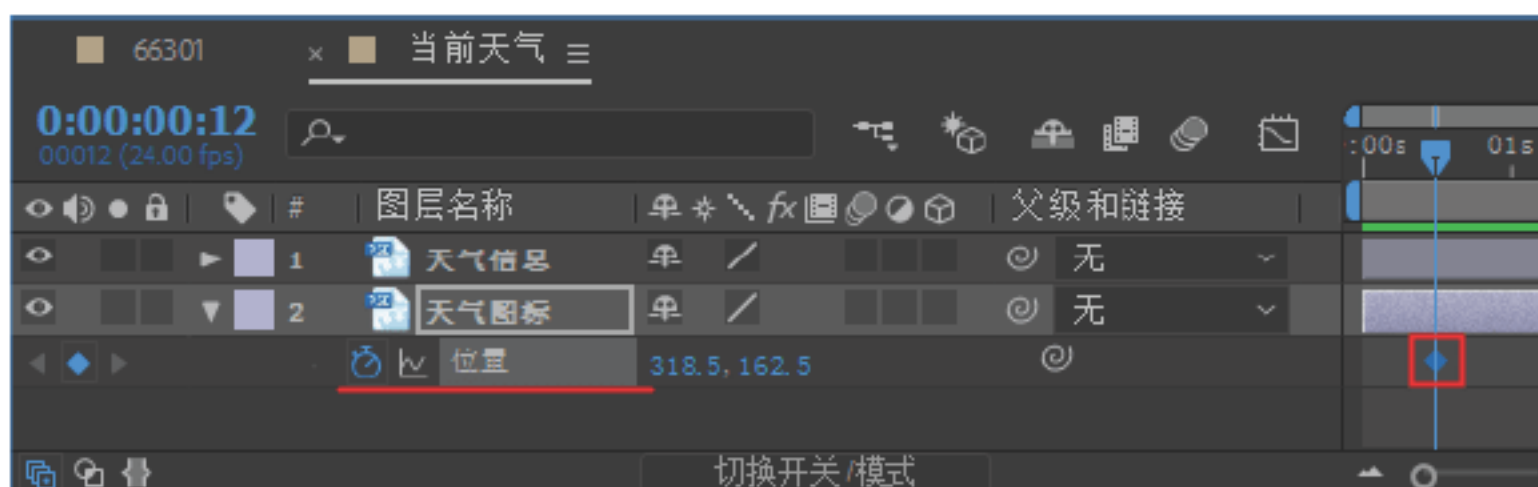 66301 × 当前天气
0:00:00:12
00012 (24.00 fps)
:00s 01s
# 图层名称 fx 父级和链接
1 天气信息 无
2 天气图标 无
位置 318.5, 162.5
切换开关/模式